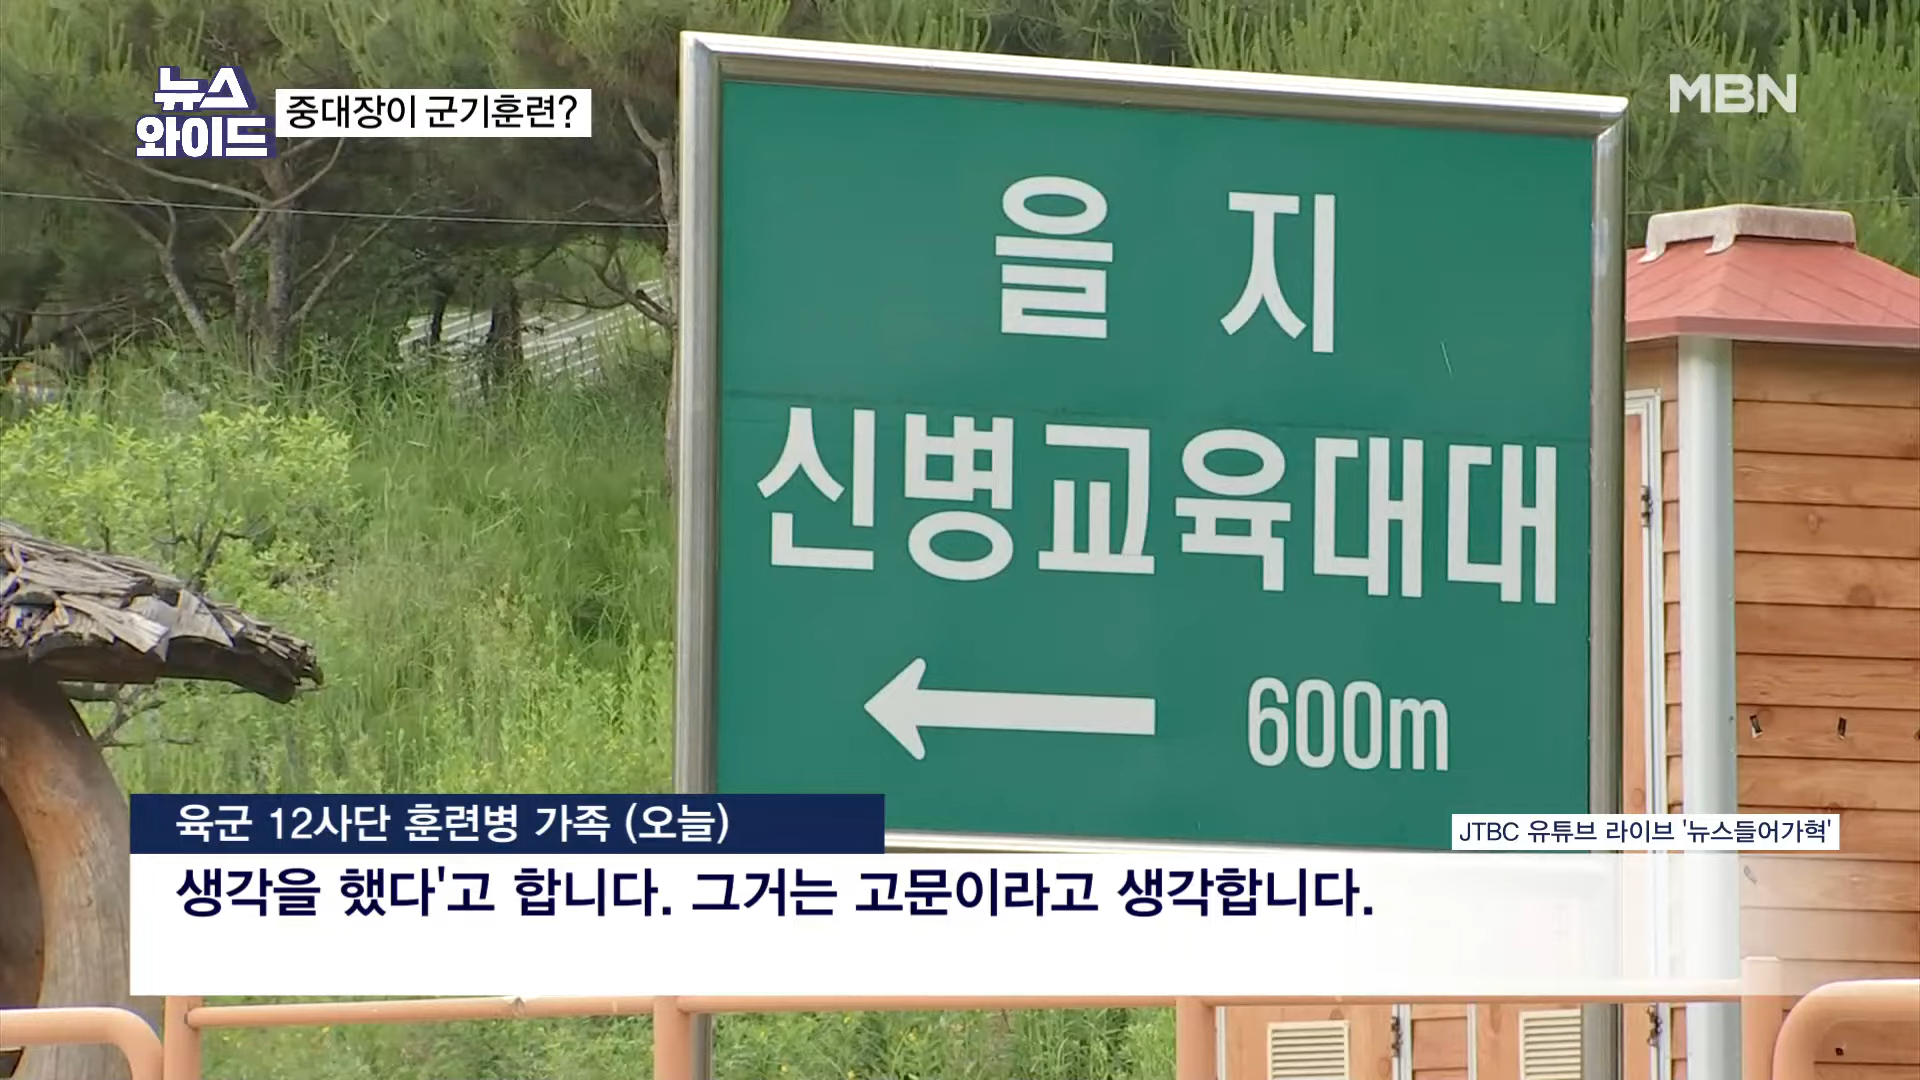 뉴스
와이드
중대장이 군기훈련?
MBN
을지
신병교육대대
600m
육군 12사단 훈련병 가족 (오늘)
JTBC 유튜브 라이브 '뉴스들어가혁'
생각을 했다'고 합니다. 그거는 고문이라고 생각합니다.